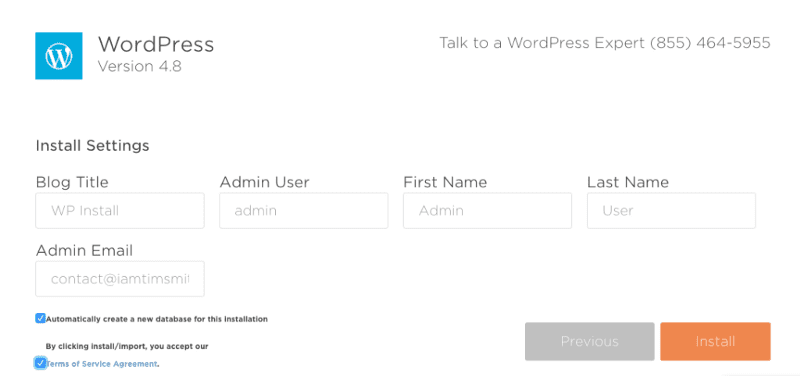 WordPress
Version 4.8
Talk to a WordPress Expert (855) 464-5955
Install Settings
Blog Title
Admin User
First Name
Last Name
WP Install
admin
Admin
User
Admin Email
contact@iamtimsmit
Automatically create a new database for this installation
By clicking install/import, you accept our
Terms of Service Agreement.
Previous
Install